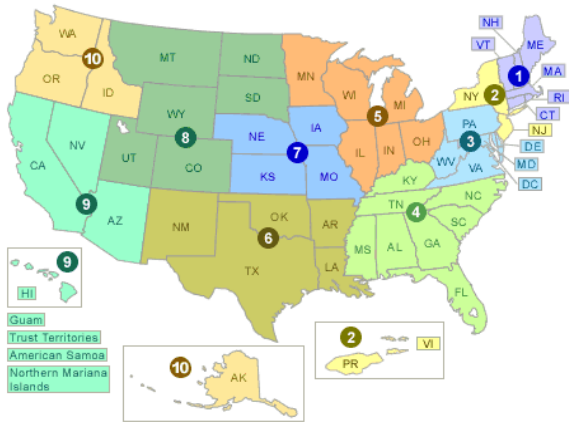 NH
WA
VT
ME
MT
ND
10
MN
1
MA
OR
ID
WI
MI
NY
2
RI
SD
WY
5
CT
PA
NJ
8
NE
IA
OH
3
DE
NV
IL
IN
WV
MD
UT
CO
7
VA
CA
KS
MO
KY
DC
NC
TN
9
AZ
OK
AR
4
SC
NM
6
MS
AL
GA
TX
LA
9
FL
HI
Guam
Trust Territories
American Samoa
Northern Mariana
Islands
2
VI
PR
10
AK